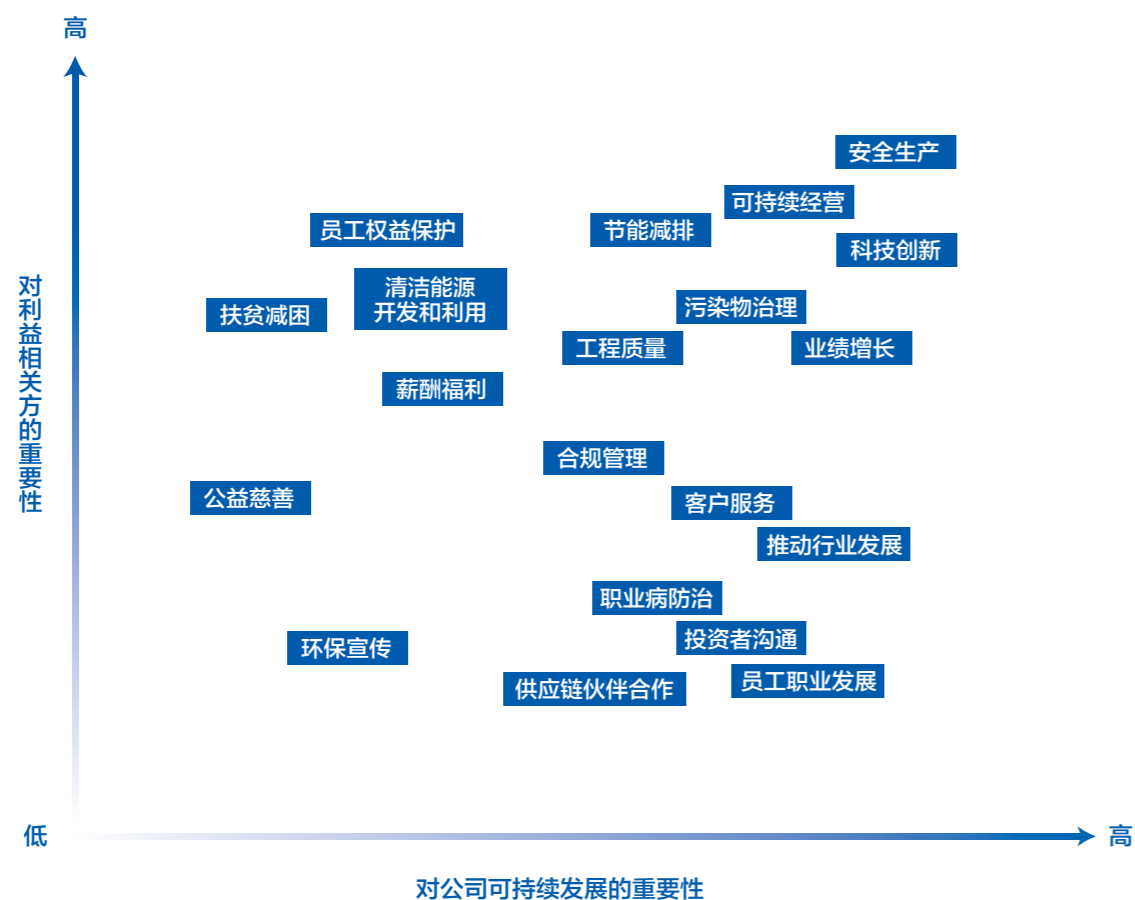 高
对利益相关方的重要性
安全生产
可持续经营
员工权益保护
节能减排
科技创新
清洁能源
开发和利用
扶贫减困
污染物治理
工程质量
业绩增长
薪酬福利
合规管理
公益慈善
客户服务
推动行业发展
职业病防治
投资者沟通
环保宣传
员工职业发展
供应链伙伴合作
低
高
对公司可持续发展的重要性